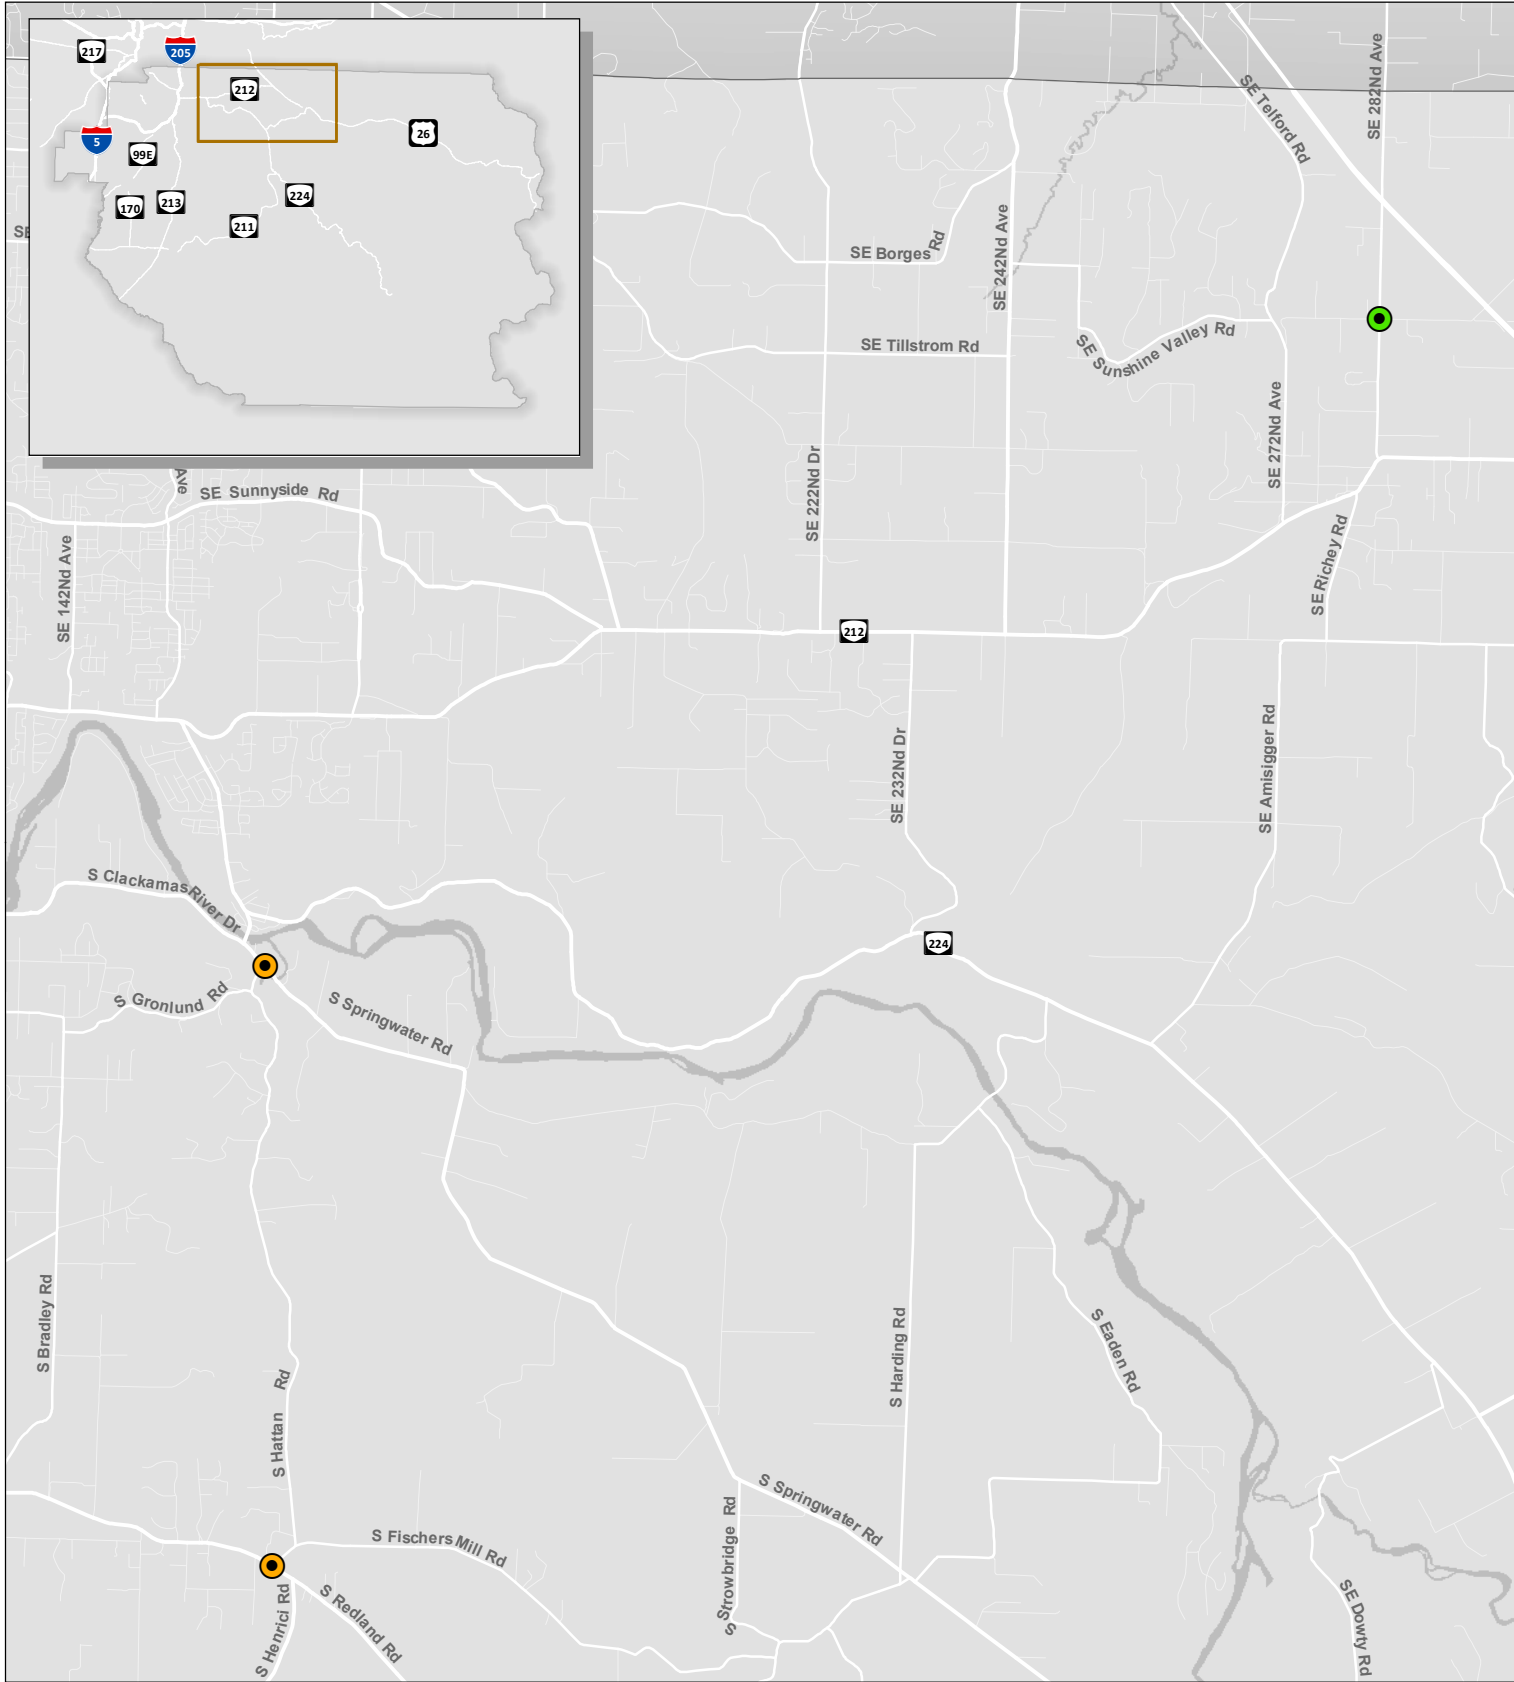 217
205
212
5
26
99E
170
213
224
211
SE
SE Telford Rd
SE 282Nd Ave
SE Borges Rd
SE 242Nd Ave
SE Tillstrom Rd
SE Sunshine Valley Rd
SE 272Nd Ave
SE 222Nd Dr
Ave
SE Sunnyside Rd
SE 142Nd Ave
SE Richey Rd
212
SE 232Nd Dr
SE Amisigger Rd
S Clackamas River Dr
224
S Gronlund Rd
S Springwater Rd
S Bradley Rd
S Hattan Rd
S Harding Rd
S Eaden Rd
S Fischers Mill Rd
S Springwater Rd
S Strowbridge Rd
S Henrici Rd
S Redland Rd
SE Dowty Rd